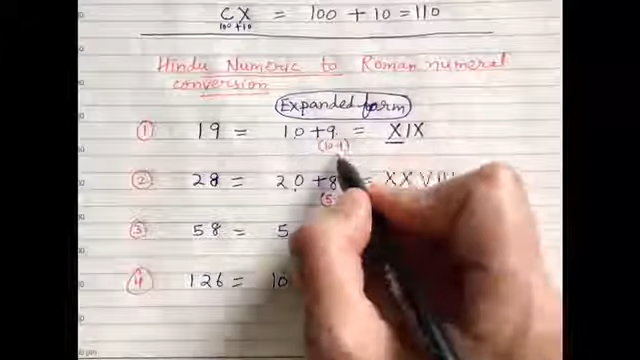 CX = 100 + 10 = 110
100+10
Hindu Numeric to Roman numeral
conversion
Expanded form
① 19 = 10 + 9 = XIX
(10-1)
② 28 = 20 + 8 = XXVIII
(5
③ 58 = 5
④ 126 = 10